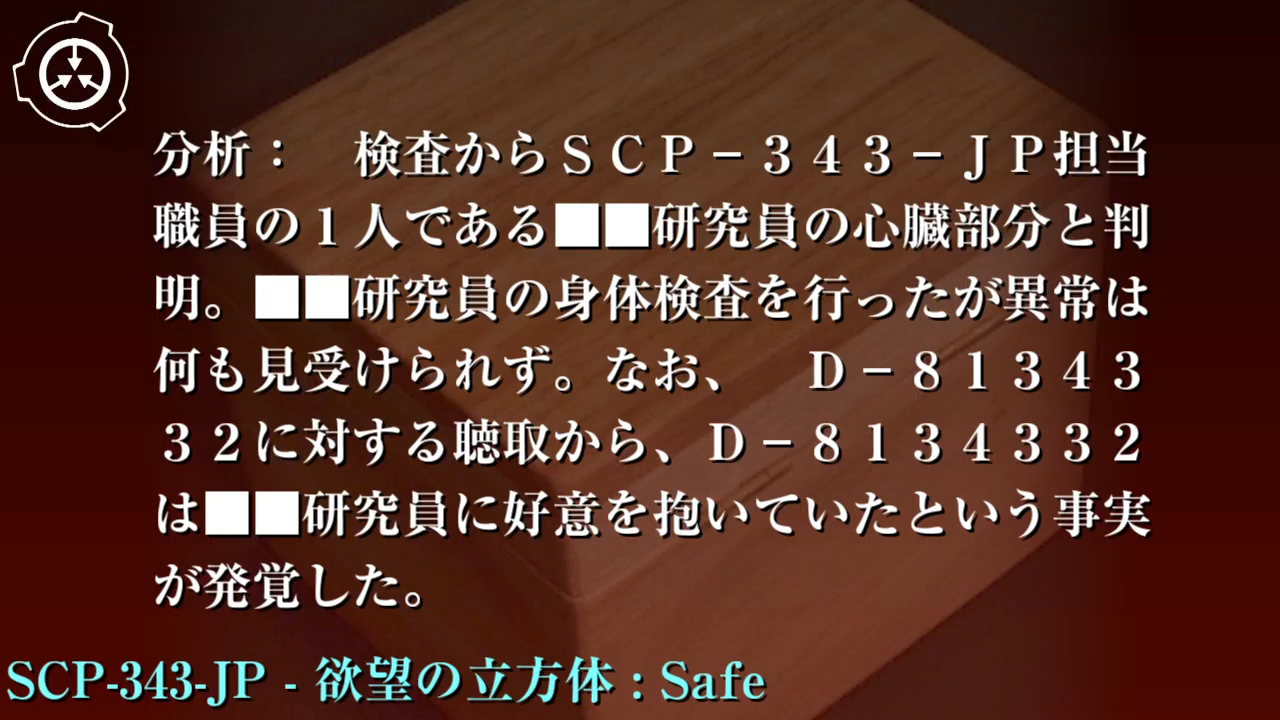 分析：　検査からＳＣＰ－３４３－ＪＰ担当
職員の１人である■■研究員の心臓部分と判
明。■■研究員の身体検査を行ったが異常は
何も見受けられず。なお、　Ｄ－８１３４３
３２に対する聴取から、Ｄ－８１３４３３２
は■■研究員に好意を抱いていたという事実
が発覚した。
SCP-343-JP - 欲望の立方体 : Safe